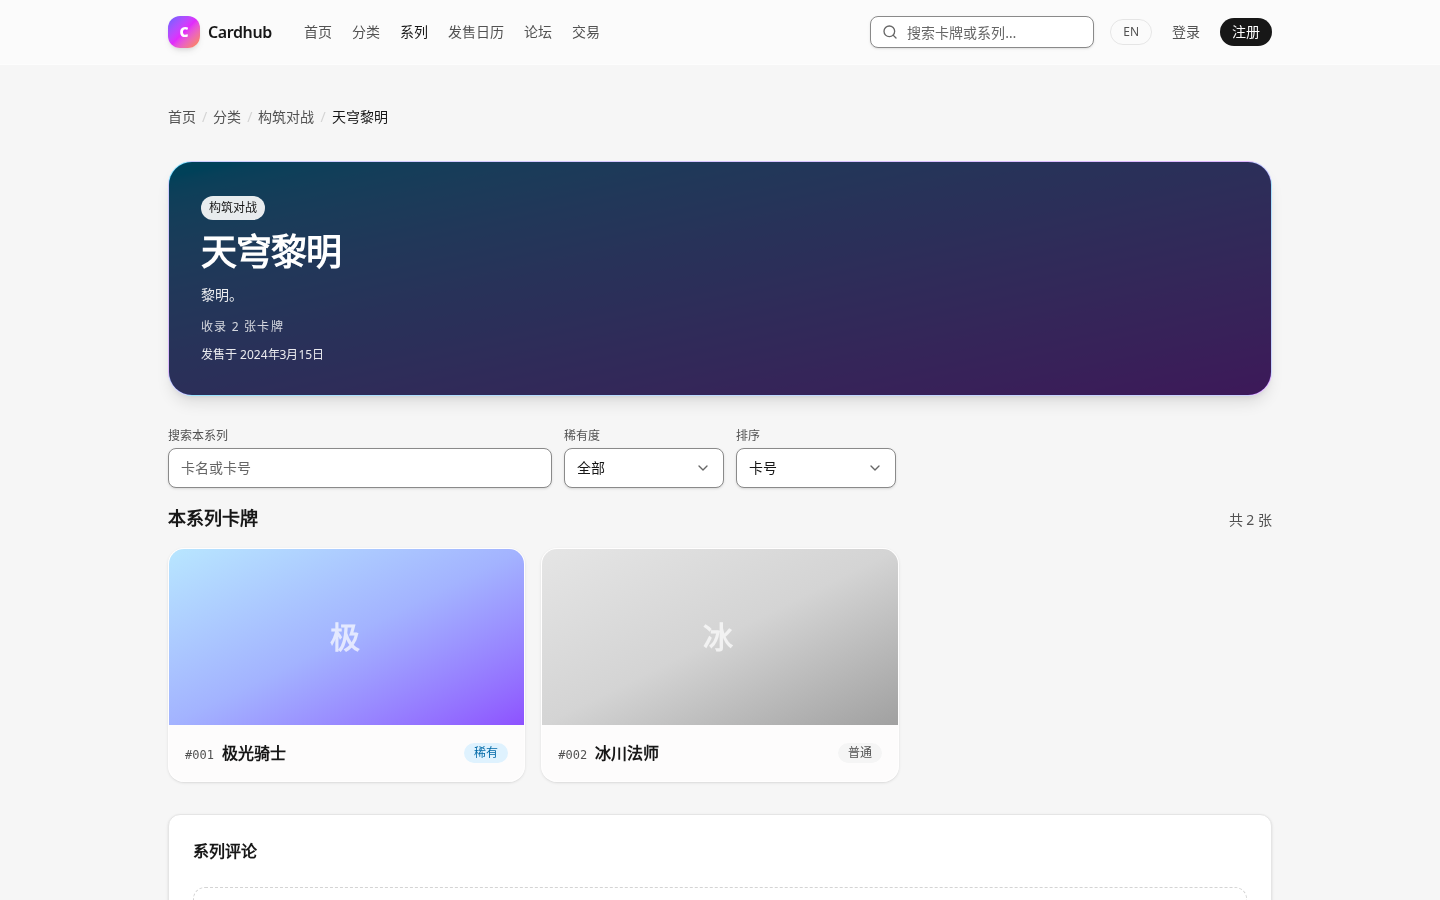 C Cardhub 首页 分类 系列 发售日历 论坛 交易 搜索卡牌或系列... EN 登录 注册
首页 / 分类 / 构筑对战 / 天穹黎明
构筑对战
天穹黎明
黎明。
收录 2 张卡牌
发售于 2024年3月15日
搜索本系列 稀有度 排序
卡名或卡号 全部 卡号
本系列卡牌 共 2 张
极 冰
#001 极光骑士 稀有 #002 冰川法师 普通
系列评论